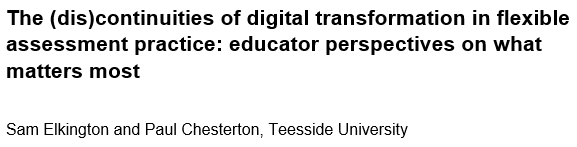 The (dis)continuities of digital transformation in flexible
assessment practice: educator perspectives on what
matters most
Sam Elkington and Paul Chesterton, Teesside University